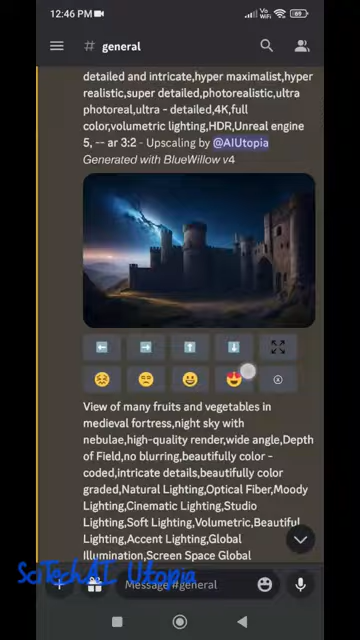 12:46 PM
Vo
WiFi
69
# general
detailed and intricate,hyper maximalist,hyper
realistic,super detailed,photorealistic,ultra
photoreal,ultra - detailed,4K,full
color,volumetric lighting,HDR,Unreal engine
5, -- ar 3:2 - Upscaling by @AIUtopia
Generated with BlueWillow v4
View of many fruits and vegetables in
medieval fortress,night sky with
nebulae,high-quality render,wide angle,Depth
of Field,no blurring,beautifully color -
coded,intricate details,beautifully color
graded,Natural Lighting,Optical Fiber,Moody
Lighting,Cinematic Lighting,Studio
Lighting,Soft Lighting,Volumetric,Beautiful
Lighting,Accent Lighting,Global
Illumination,Screen Space Global
SciTechAI Utopia
Message #general